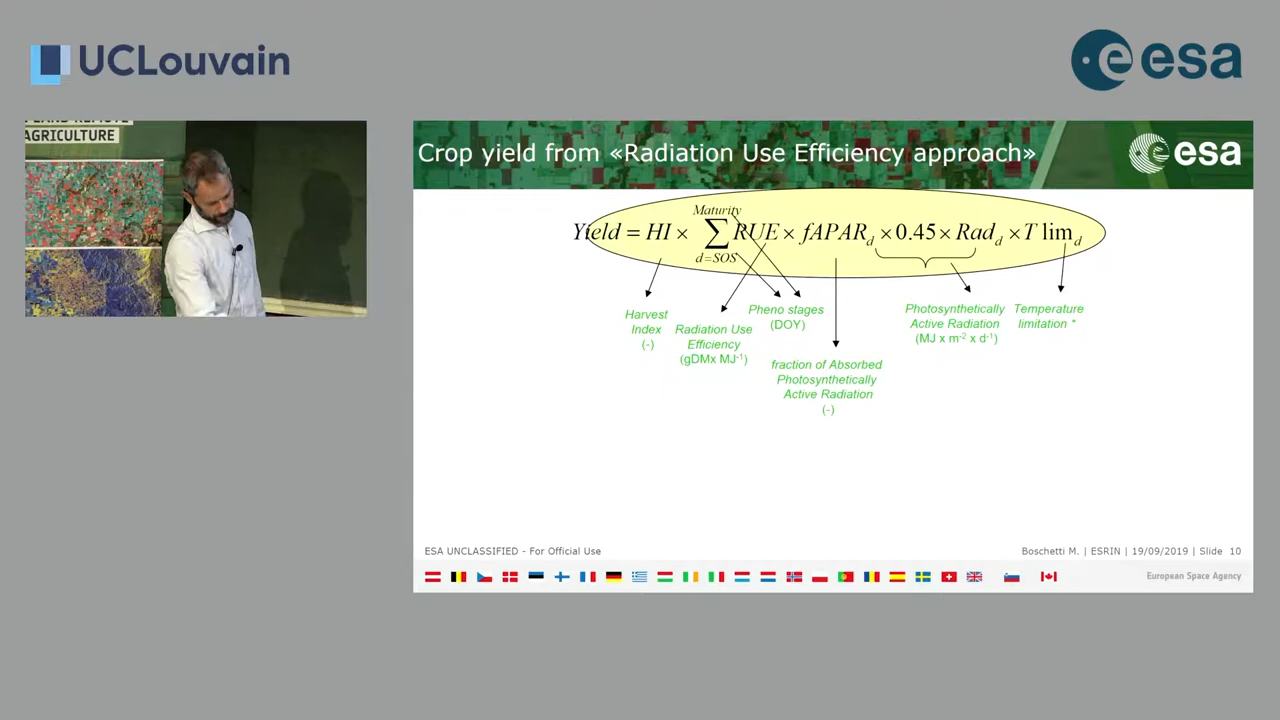 UCLouvain
esa
AND REMOTE
AGRICULTURE
Crop yield from «Radiation Use Efficiency approach»
esa
Yield = HI × ∑ RUE × fAPAR_d × 0.45 × Rad_d × T lim_d
Maturity
d=SOS
Harvest
Index
(-)
Radiation Use
Efficiency
(gDMx MJ⁻¹)
Pheno stages
(DOY)
fraction of Absorbed
Photosynthetically
Active Radiation
(-)
Photosynthetically
Active Radiation
(MJ x m⁻² x d⁻¹)
Temperature
limitation *
ESA UNCLASSIFIED - For Official Use
Boschetti M. | ESRIN | 19/09/2019 | Slide 10
European Space Agency